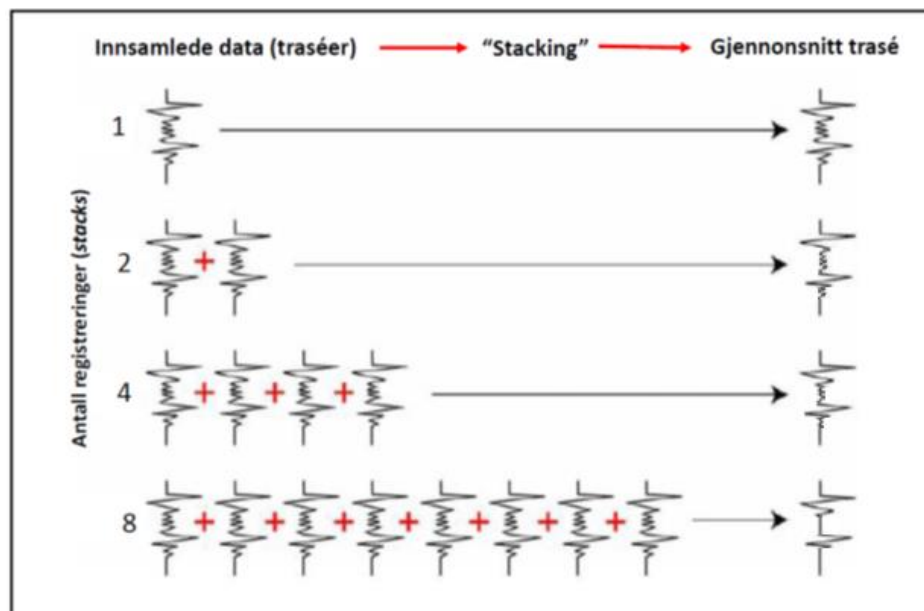 Innsamlede data (traséer) “Stacking” Gjennonsnitt trasé
Antall registreringer (stacks)
1
2
4
8